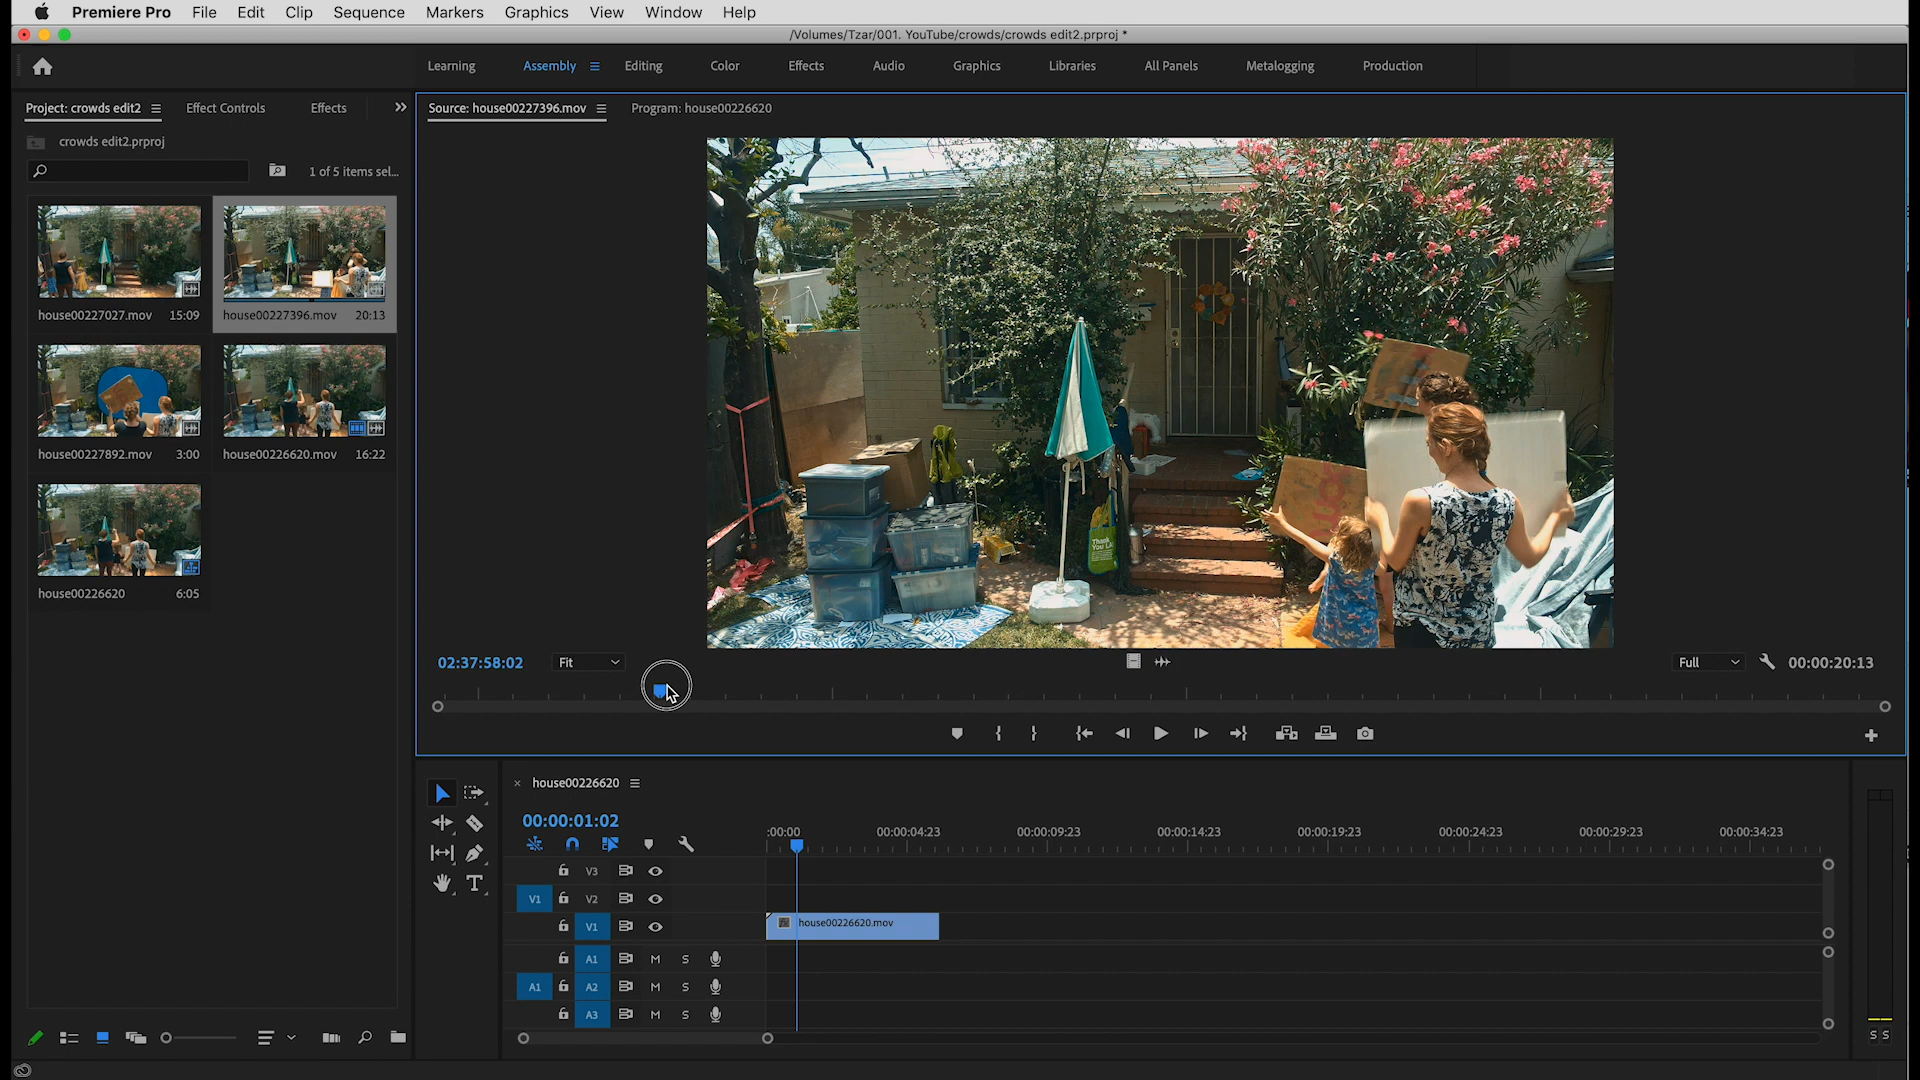 Premiere Pro File Edit Clip Sequence Markers Graphics View Window Help
/Volumes/Tzar/001. YouTube/crowds/crowds edit2.prproj *
Learning Assembly Editing Color Effects Audio Graphics Libraries All Panels Metalogging Production
Project: crowds edit2 Effect Controls Effects
Source: house00227396.mov Program: house00226620
crowds edit2.prproj
1 of 5 items sel...
house00227027.mov 15:09
house00227396.mov 20:13
house00227892.mov 3:00
house00226620.mov 16:22
house00226620 6:05
Thank
You
02:37:58:02 Fit Full 00:00:20:13
house00226620
00:00:01:02
:00:00 00:00:04:23 00:00:09:23 00:00:14:23 00:00:19:23 00:00:24:23 00:00:29:23 00:00:34:23
V3
V1 V2
V1 house00226620.mov
A1 M S
A1 A2 M S
A3 M S
S S